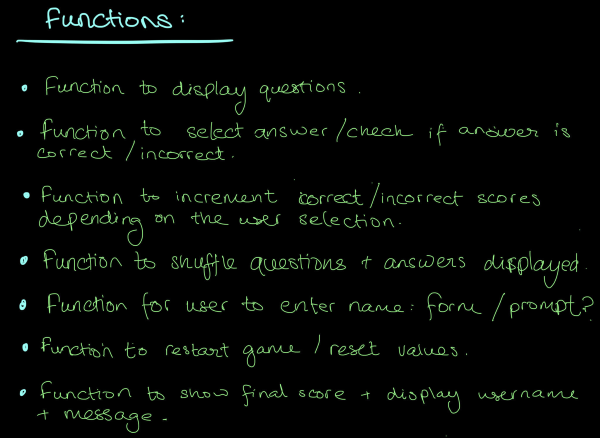 Functions:
• Function to display questions.
• Function to select answer/check if answer is
correct/incorrect.
• Function to increment correct/incorrect scores
depending on the user selection.
• Function to shuffle questions + answers displayed.
• Function for user to enter name: form/prompt?
• Function to restart game/reset values.
• Function to show final score + display username
+ message.